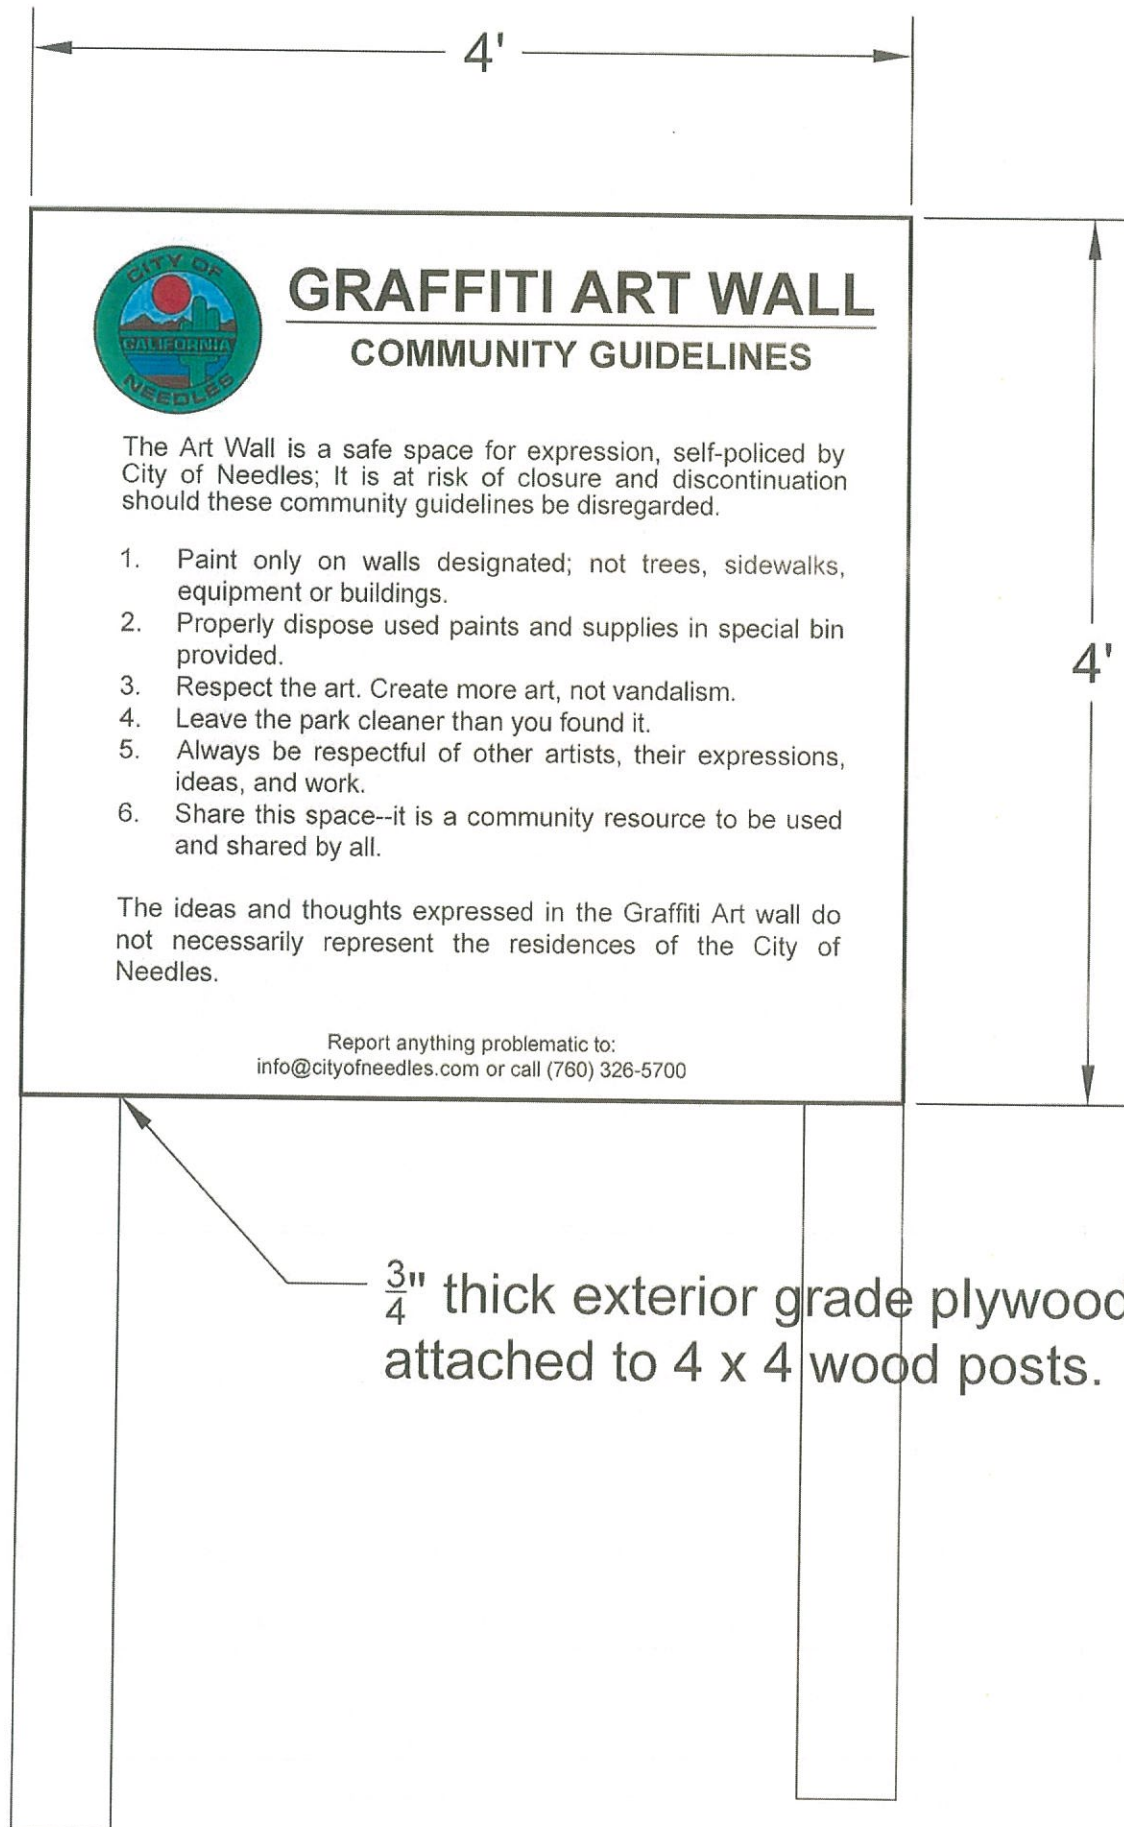 4'
CITY OF
CALIFORNIA
NEEDLES
GRAFFITI ART WALL
COMMUNITY GUIDELINES
The Art Wall is a safe space for expression, self-policed by
City of Needles; It is at risk of closure and discontinuation
should these community guidelines be disregarded.
1. Paint only on walls designated; not trees, sidewalks,
equipment or buildings.
2. Properly dispose used paints and supplies in special bin
provided.
3. Respect the art. Create more art, not vandalism.
4. Leave the park cleaner than you found it.
5. Always be respectful of other artists, their expressions,
ideas, and work.
6. Share this space--it is a community resource to be used
and shared by all.
The ideas and thoughts expressed in the Graffiti Art wall do
not necessarily represent the residences of the City of
Needles.
Report anything problematic to:
info@cityofneedles.com or call (760) 326-5700
4'
3/4" thick exterior grade plywood
attached to 4 x 4 wood posts.